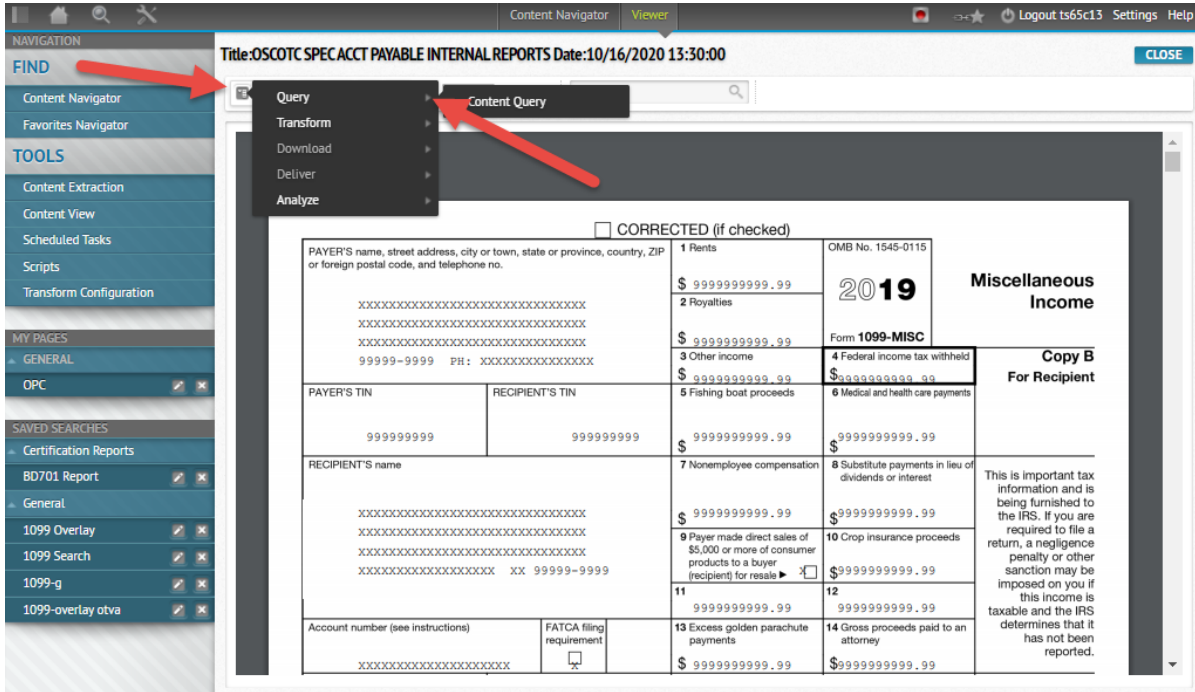 Content Navigator Viewer Logout ts65c13 Settings Help
NAVIGATION
FIND
Content Navigator
Favorites Navigator
TOOLS
Content Extraction
Content View
Scheduled Tasks
Scripts
Transform Configuration
MY PAGES
GENERAL
OPC
SAVED SEARCHES
Certification Reports
BD701 Report
General
1099 Overlay
1099 Search
1099-g
1099-overlay otva
Title:OSCOTC SPEC ACCT PAYABLE INTERNAL REPORTS Date:10/16/2020 13:30:00
CLOSE
Query
Content Query
Transform
Download
Deliver
Analyze
CORRECTED (if checked)
PAYER'S name, street address, city or town, state or province, country, ZIP
or foreign postal code, and telephone no.
XXXXXXXXXXXXXXXXXXXXXXXXXXXXXX
XXXXXXXXXXXXXXXXXXXXXXXXXXXXXX
XXXXXXXXXXXXXXXXXXXXXXXXXXXXXX
99999-9999 PH: XXXXXXXXXXXXXXX
1 Rents
$ 9999999999.99
2 Royalties
$ 9999999999.99
3 Other income
$ 9999999999.99
OMB No. 1545-0115
2019
Form 1099-MISC
4 Federal income tax withheld
$9999999999.99
Miscellaneous
Income
Copy B
For Recipient
PAYER'S TIN
999999999
RECIPIENT'S TIN
999999999
5 Fishing boat proceeds
$ 9999999999.99
6 Medical and health care payments
$9999999999.99
RECIPIENT'S name
XXXXXXXXXXXXXXXXXXXXXXXXXXXXXX
XXXXXXXXXXXXXXXXXXXXXXXXXXXXXX
XXXXXXXXXXXXXXXXXXXXXXXXXXXXXX
XXXXXXXXXXXXXXXXXX XX 99999-9999
7 Nonemployee compensation
$ 9999999999.99
8 Substitute payments in lieu of
dividends or interest
$9999999999.99
9 Payer made direct sales of
$5,000 or more of consumer
products to a buyer
(recipient) for resale ► X
10 Crop insurance proceeds
$9999999999.99
11
9999999999.99
12
9999999999.99
Account number (see instructions)
XXXXXXXXXXXXXXXXXXXX
FATCA filing
requirement
X
13 Excess golden parachute
payments
$ 9999999999.99
14 Gross proceeds paid to an
attorney
$9999999999.99
This is important tax
information and is
being furnished to
the IRS. If you are
required to file a
return, a negligence
penalty or other
sanction may be
imposed on you if
this income is
taxable and the IRS
determines that it
has not been
reported.